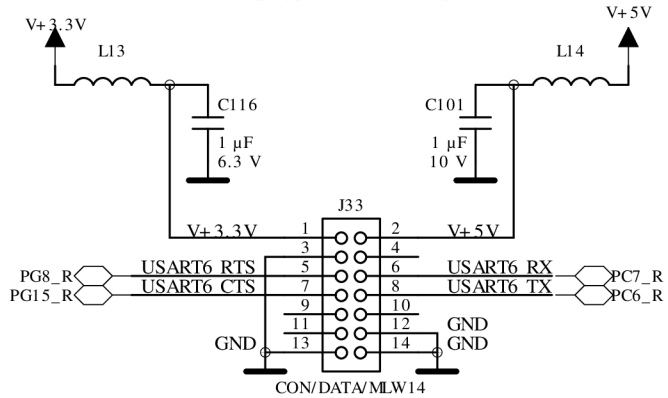 V+3.3V
V+5V
L13
L14
C116
C101
1 µF
1 µF
6.3 V
10 V
J33
V+3.3V 1 2 V+5V
3 4
PG8_R USART6_RTS 5 6 USART6_RX PC7_R
PG15_R USART6_CTS 7 8 USART6_TX PC6_R
9 10
11 12 GND
GND 13 14 GND
CON/DATA/MLW14